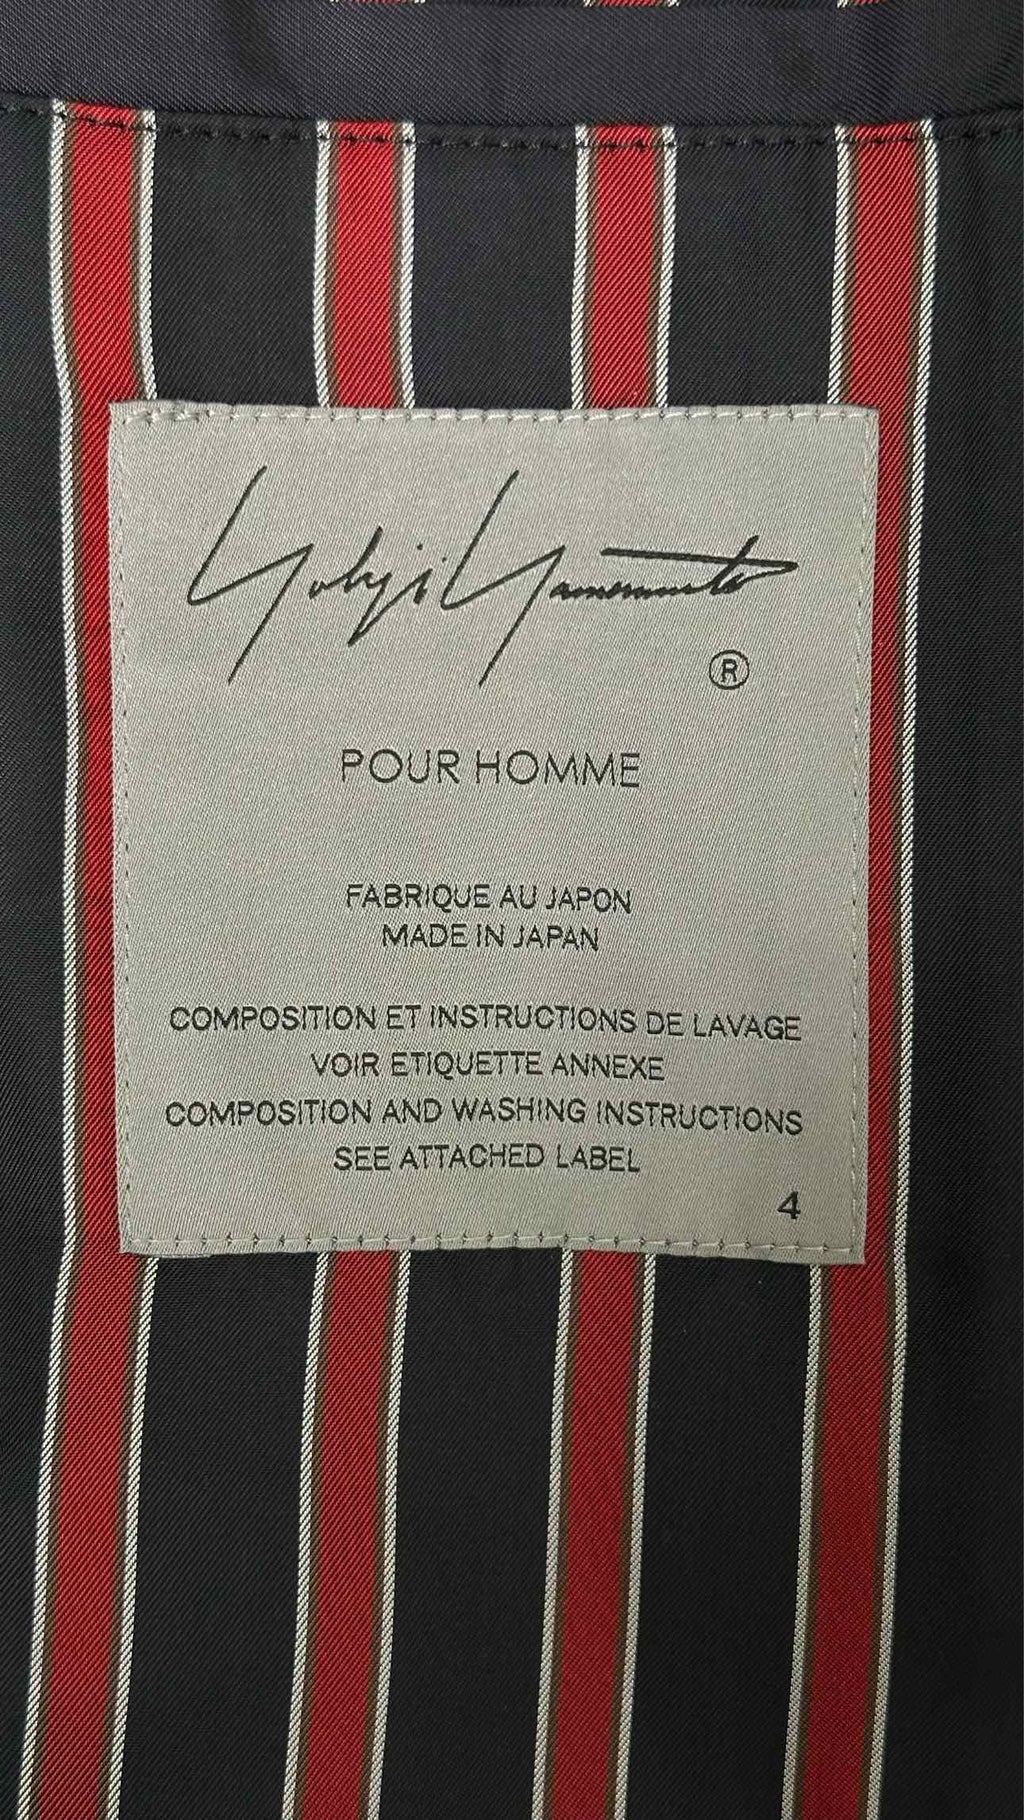 Yohji Yamamoto
®
POUR HOMME
FABRIQUE AU JAPON
MADE IN JAPAN
COMPOSITION ET INSTRUCTIONS DE LAVAGE
VOIR ETIQUETTE ANNEXE
COMPOSITION AND WASHING INSTRUCTIONS
SEE ATTACHED LABEL
4